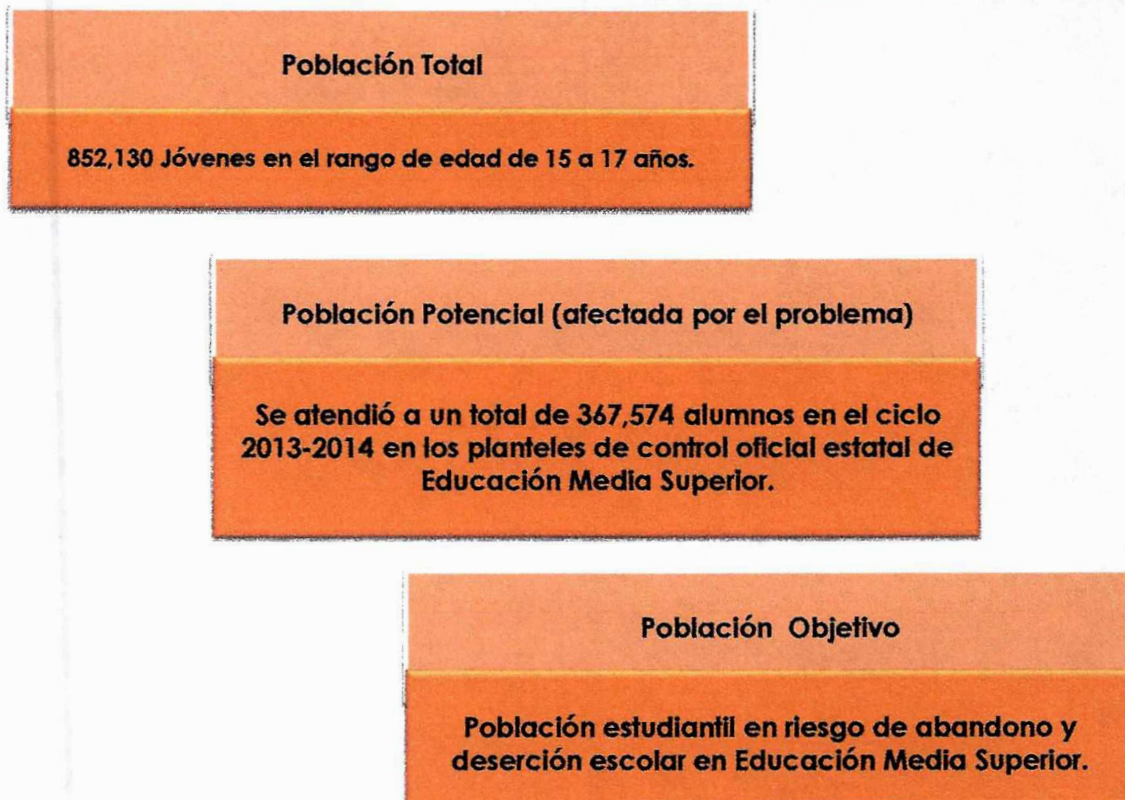 Población Total
852,130 Jóvenes en el rango de edad de 15 a 17 años.
Población Potencial (afectada por el problema)
Se atendió a un total de 367,574 alumnos en el ciclo
2013-2014 en los planteles de control oficial estatal de
Educación Media Superior.
Población Objetivo
Población estudiantil en riesgo de abandono y
deserción escolar en Educación Media Superior.